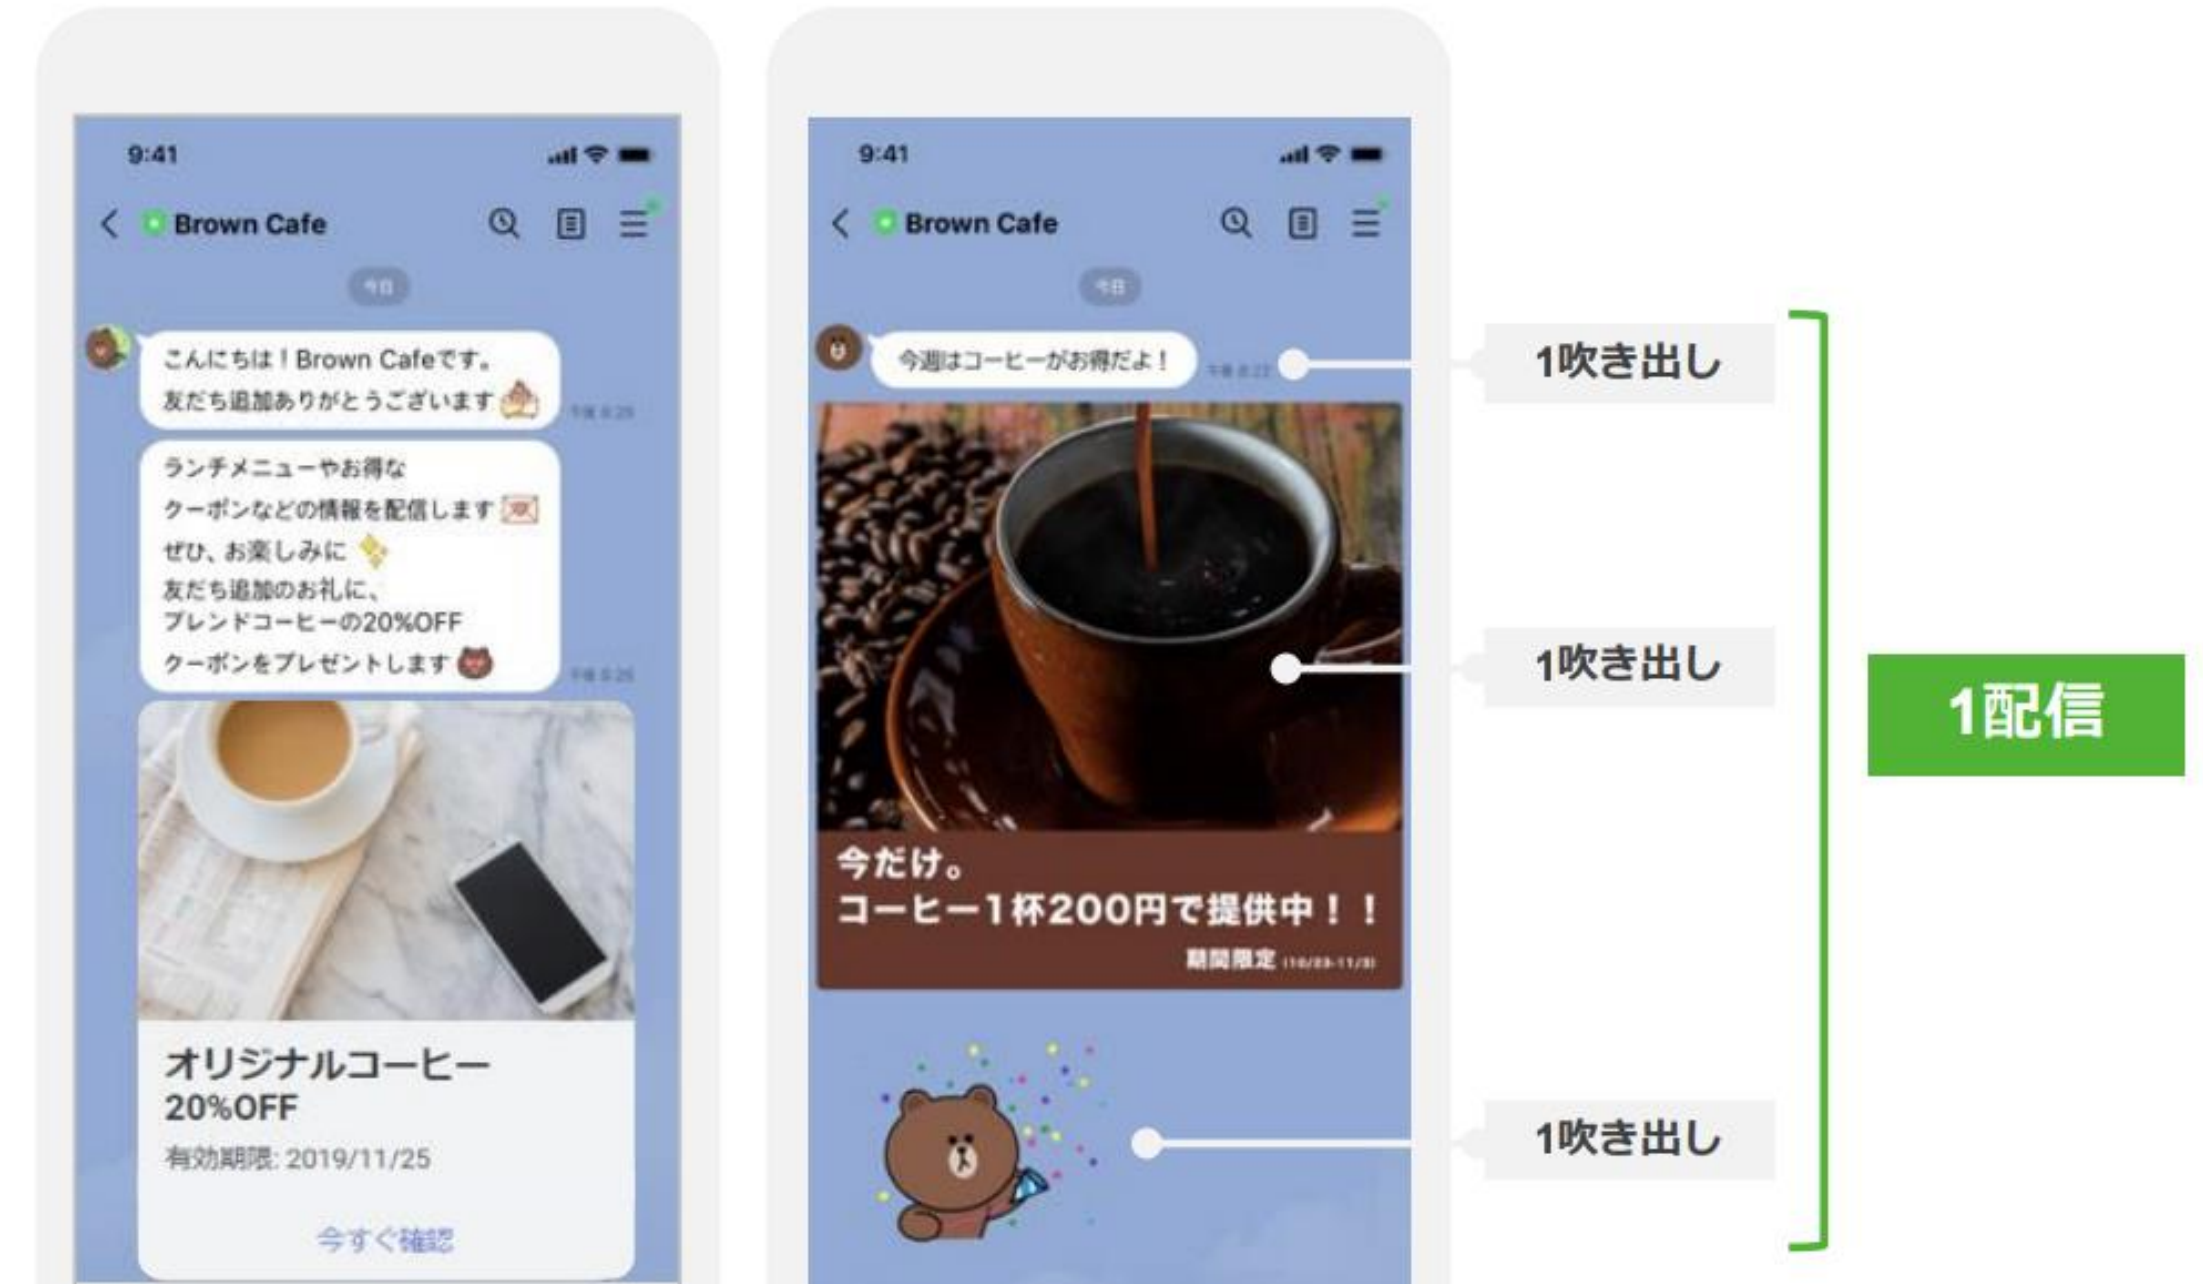 9:41
Brown Cafe
今日
こんにちは！Brown Cafeです。
友だち追加ありがとうございます
ランチメニューやお得な
クーポンなどの情報を配信します
ぜひ、お楽しみに
友だち追加のお礼に、
ブレンドコーヒーの20%OFF
クーポンをプレゼントします
オリジナルコーヒー
20%OFF
有効期限: 2019/11/25
今すぐ確認
9:41
Brown Cafe
今日
今週はコーヒーがお得だよ！
今だけ。
コーヒー1杯200円で提供中！！
期間限定
1吹き出し
1吹き出し
1吹き出し
1配信